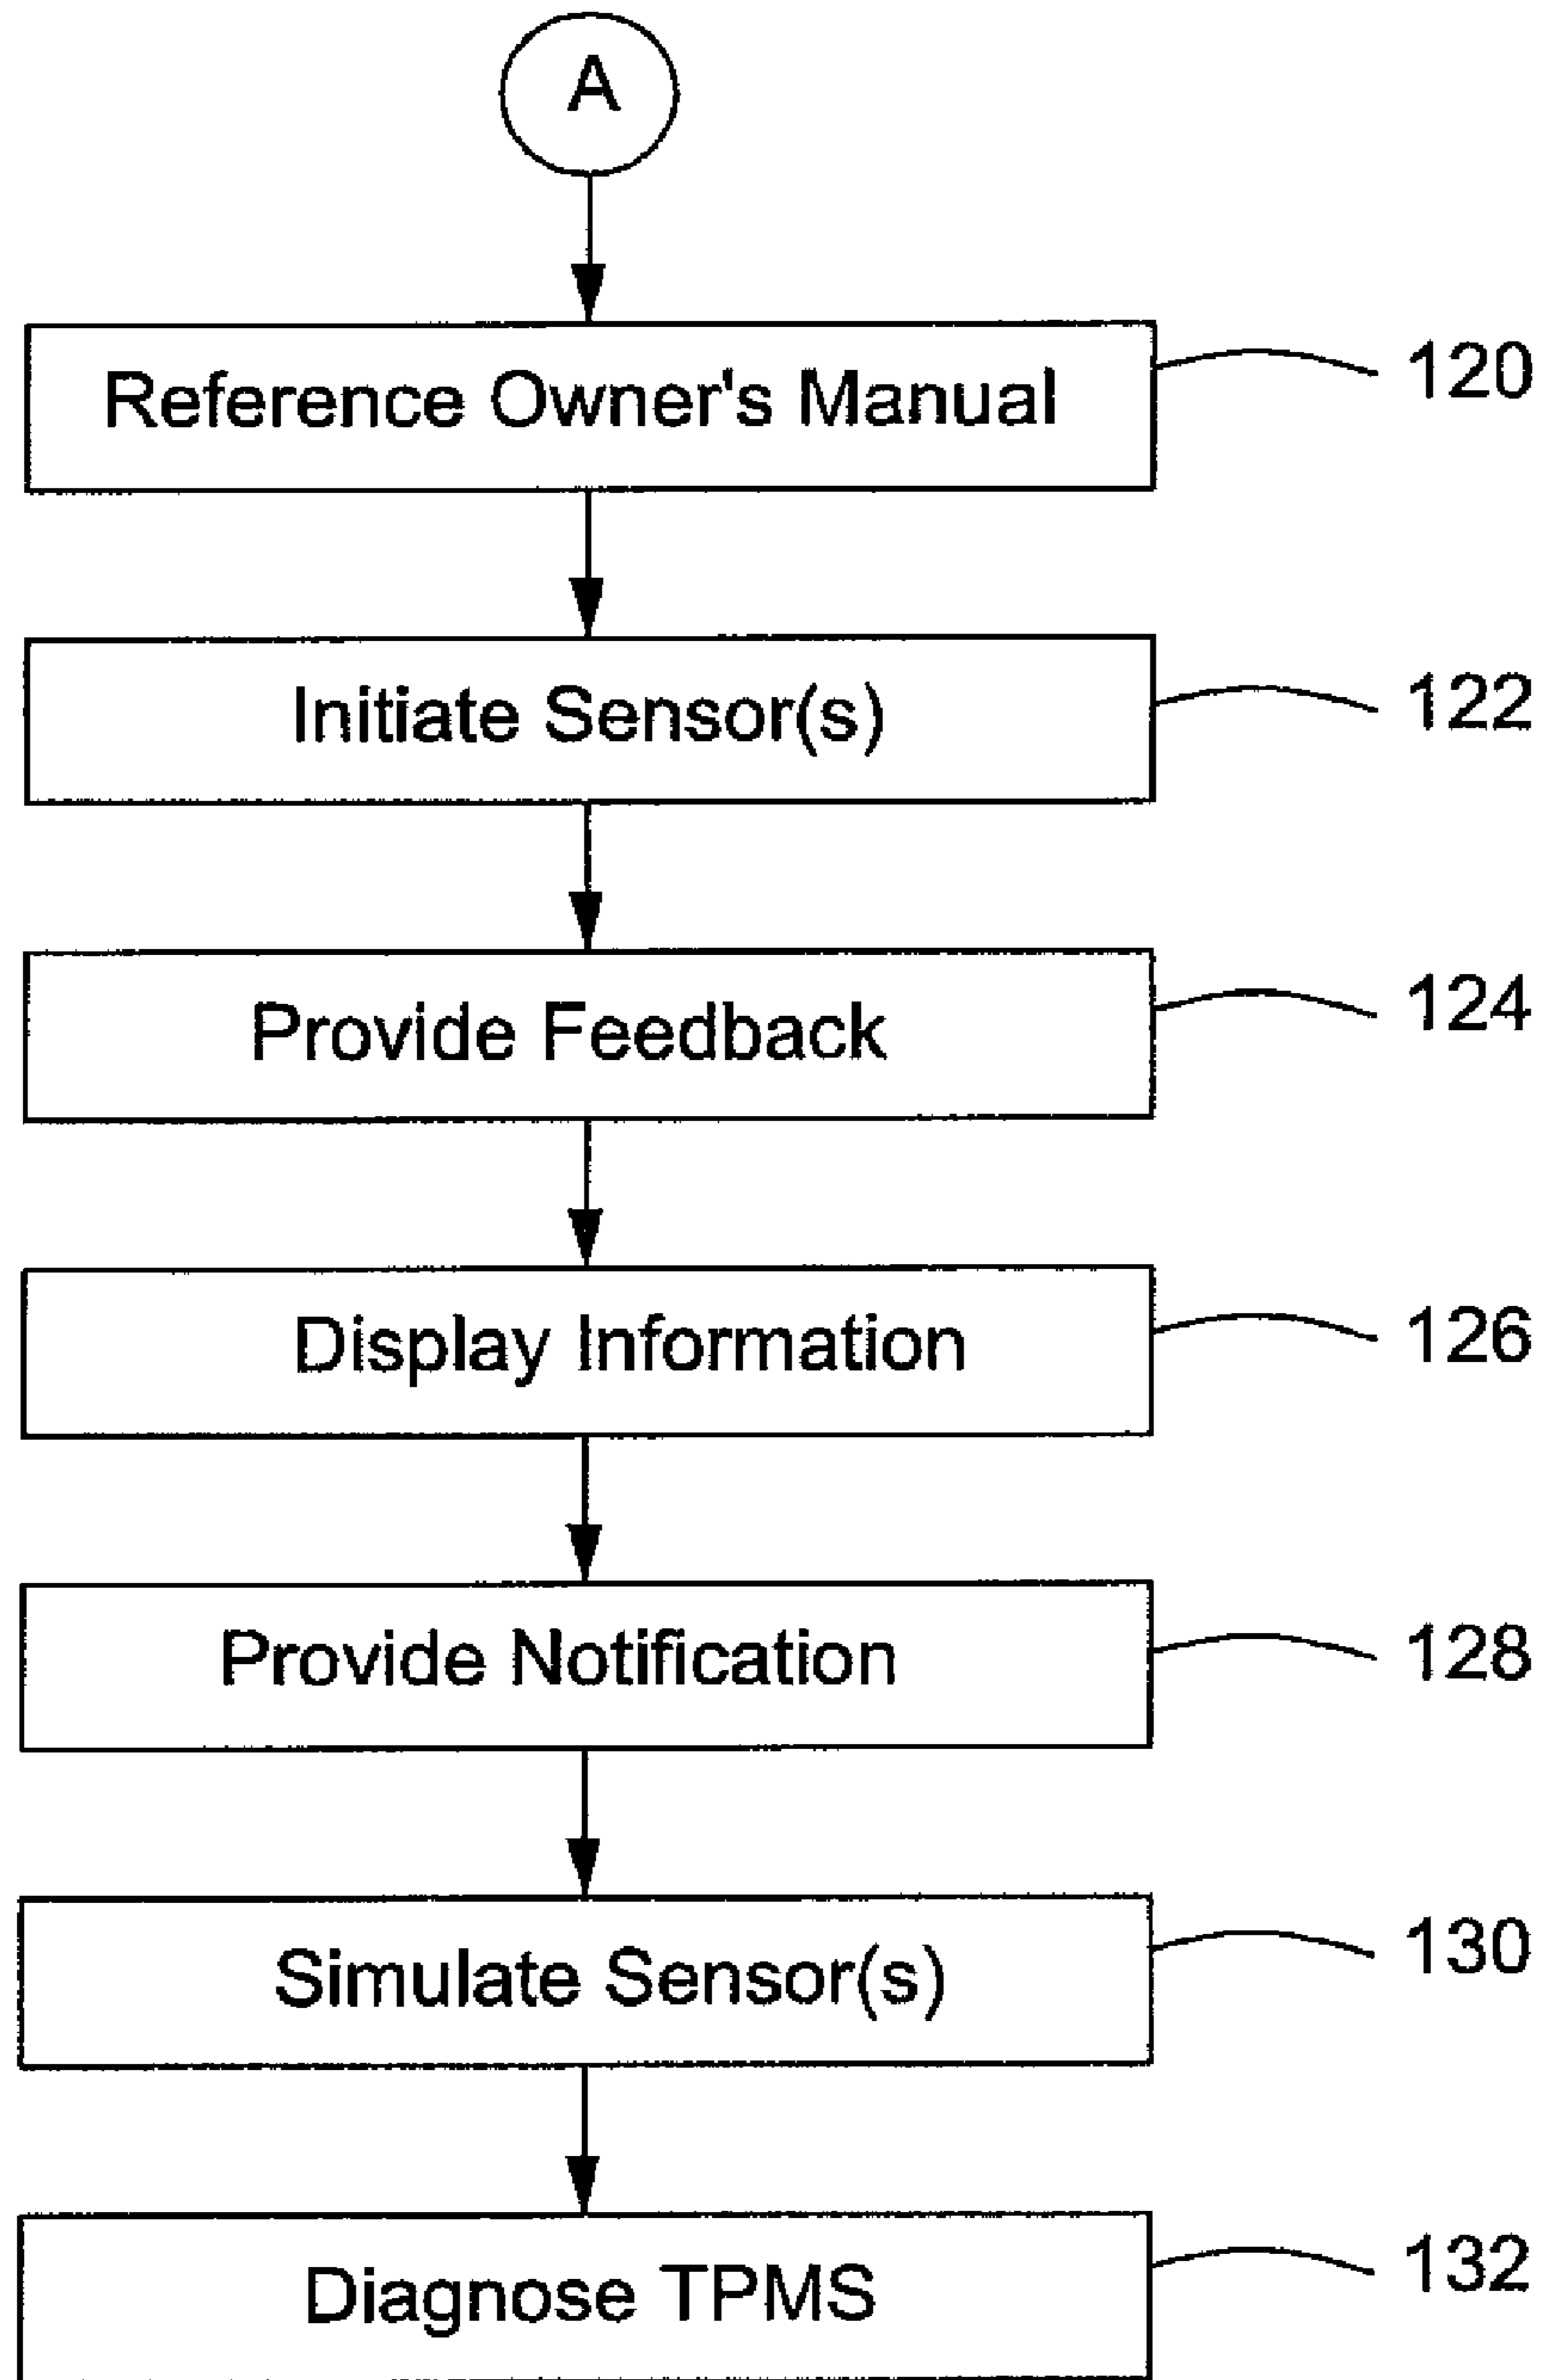 A
Reference Owner's Manual
120
Initiate Sensor(s)
122
Provide Feedback
124
Display Information
126
Provide Notification
128
Simulate Sensor(s)
130
Diagnose TPMS
132